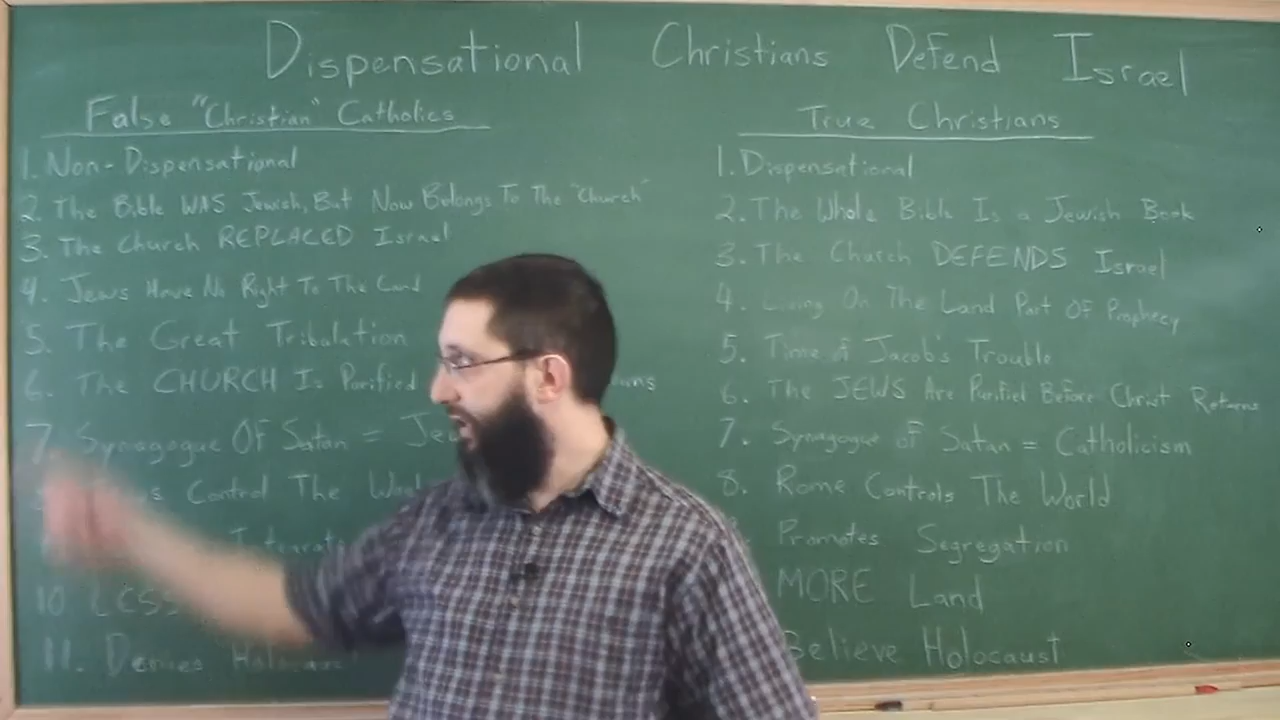 Dispensational Christians Defend Israel
False "Christian" Catholics
1. Non-Dispensational
2. The Bible WAS Jewish, But Now Belongs To The "Church"
3. The Church REPLACED Israel
4. Jews Have No Right To The Land
5. The Great Tribulation
6. The CHURCH Is Purified
7. Synagogue OF Satan =
Control The
10. LESS
11. Denies
True Christians
1. Dispensational
2. The Whole Bible Is a Jewish Book
3. The Church DEFENDS Israel
4. Living On The Land Part OF Prophecy
5. Time of Jacob's Trouble
6. The JEWS Are Purified Before Christ Returns
7. Synagogue of Satan = Catholicism
8. Rome Controls The World
Promotes Segregation
MORE Land
Believe Holocaust